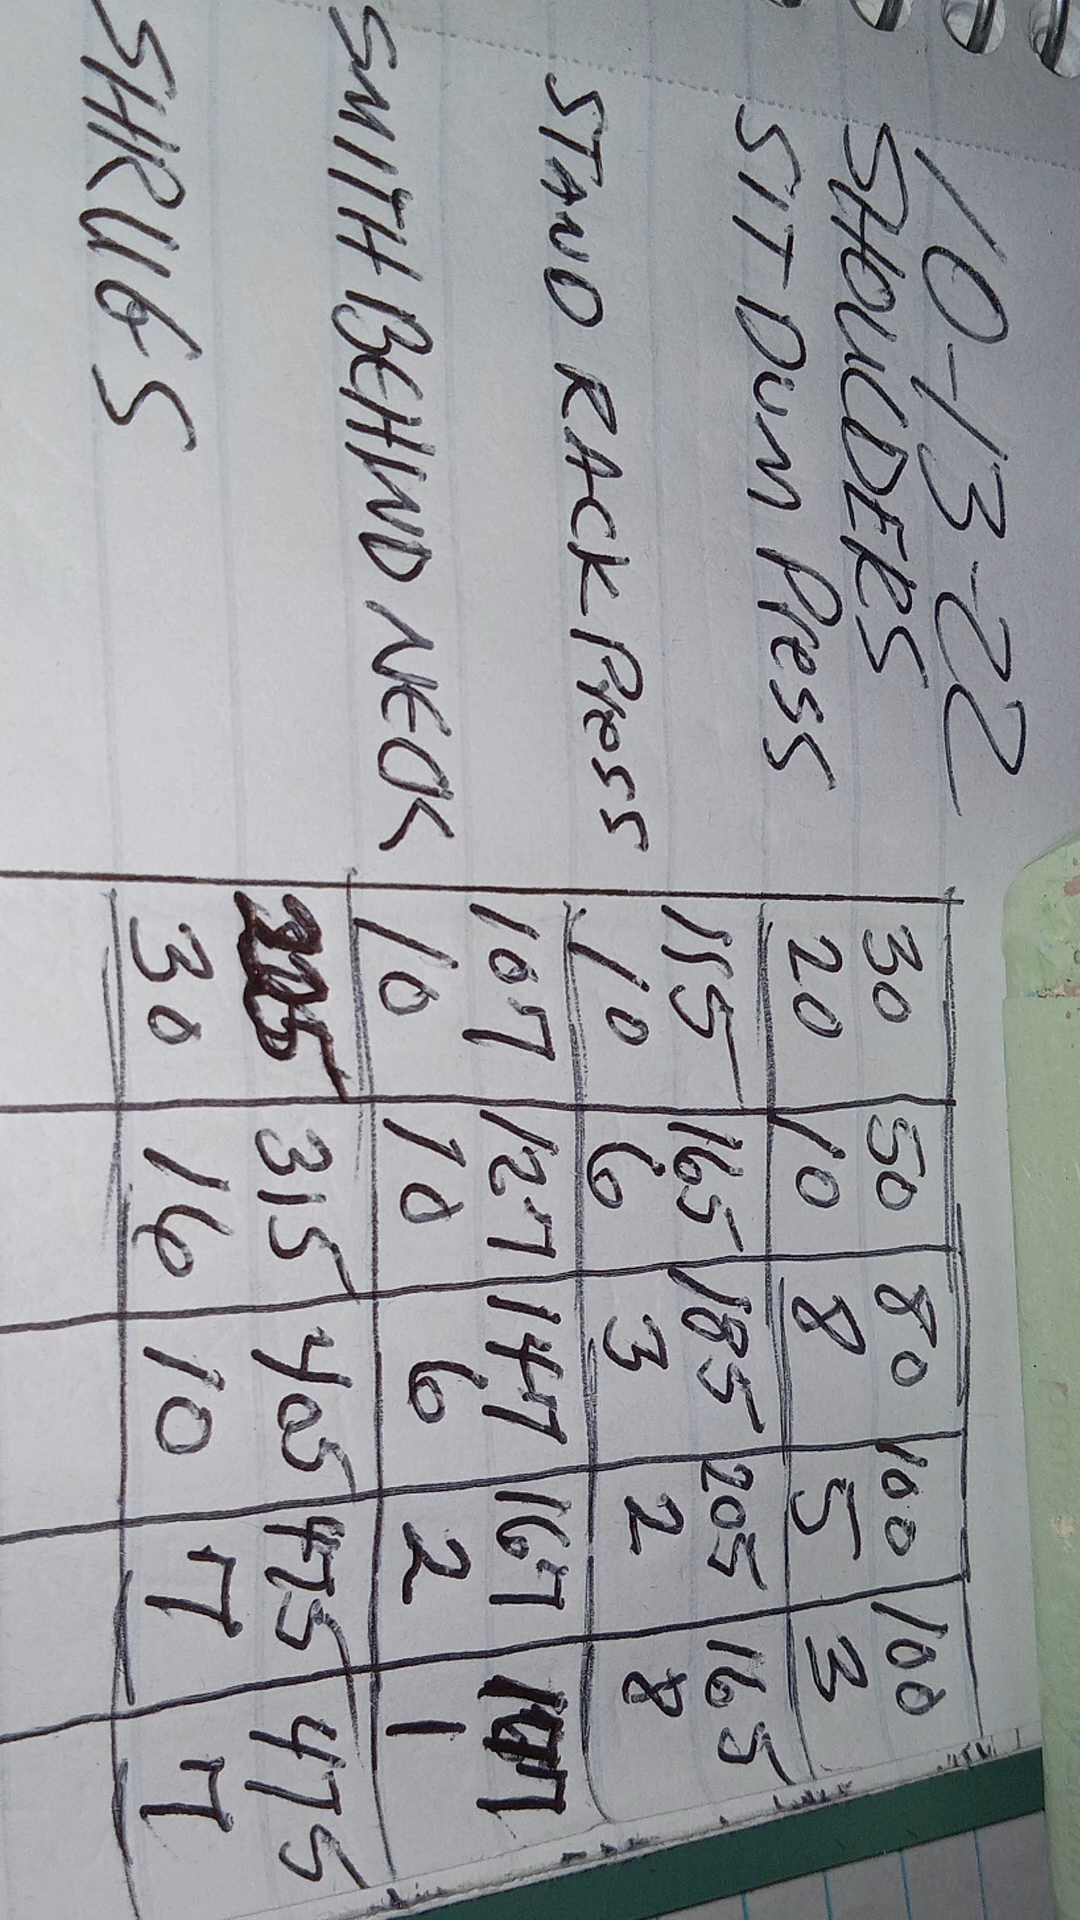 10-13-22
SHOULDERS
30 50 80 100 100
SIT DUM Press
20 10 8 5 3
155 165 185 205 165
STAND RACK Press
10 6 3 2 8
107 127 147 167
SMITH BEHIND NECK
10 10 6 2 1
315 405 475 475
SHRUGS
30 16 10 7 7